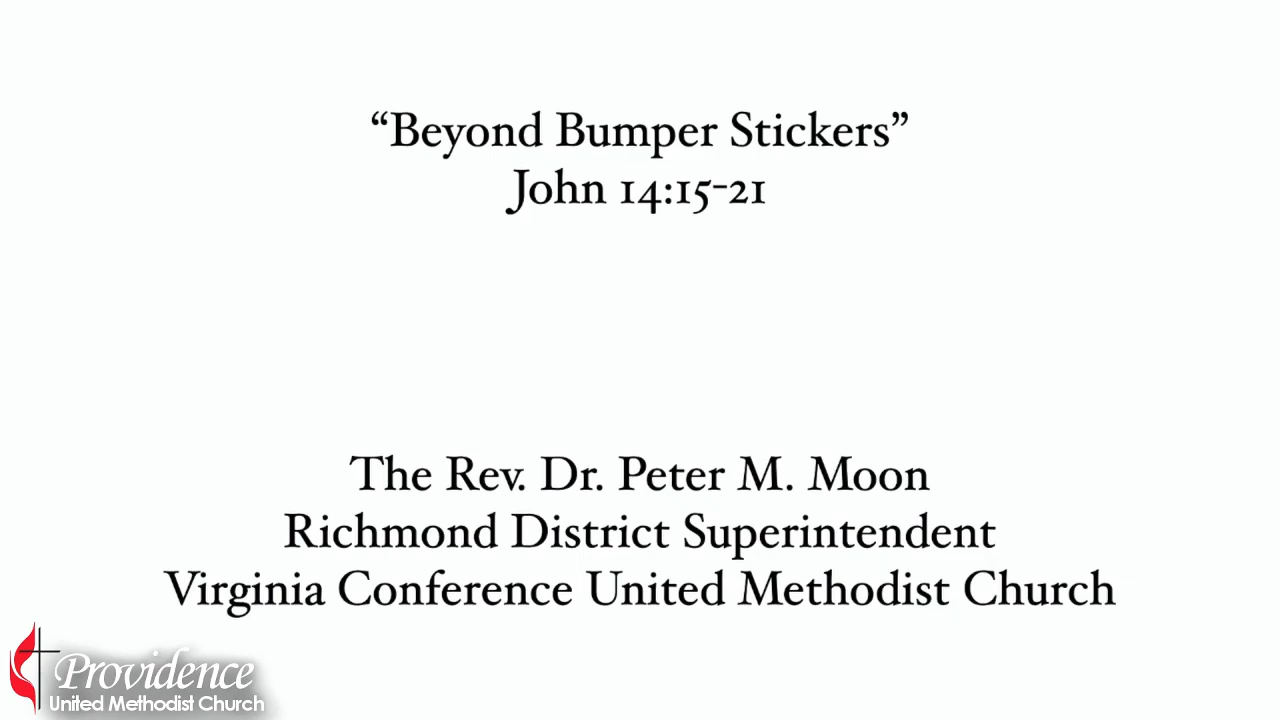 “Beyond Bumper Stickers”
John 14:15-21
The Rev. Dr. Peter M. Moon
Richmond District Superintendent
Virginia Conference United Methodist Church
Providence
United Methodist Church